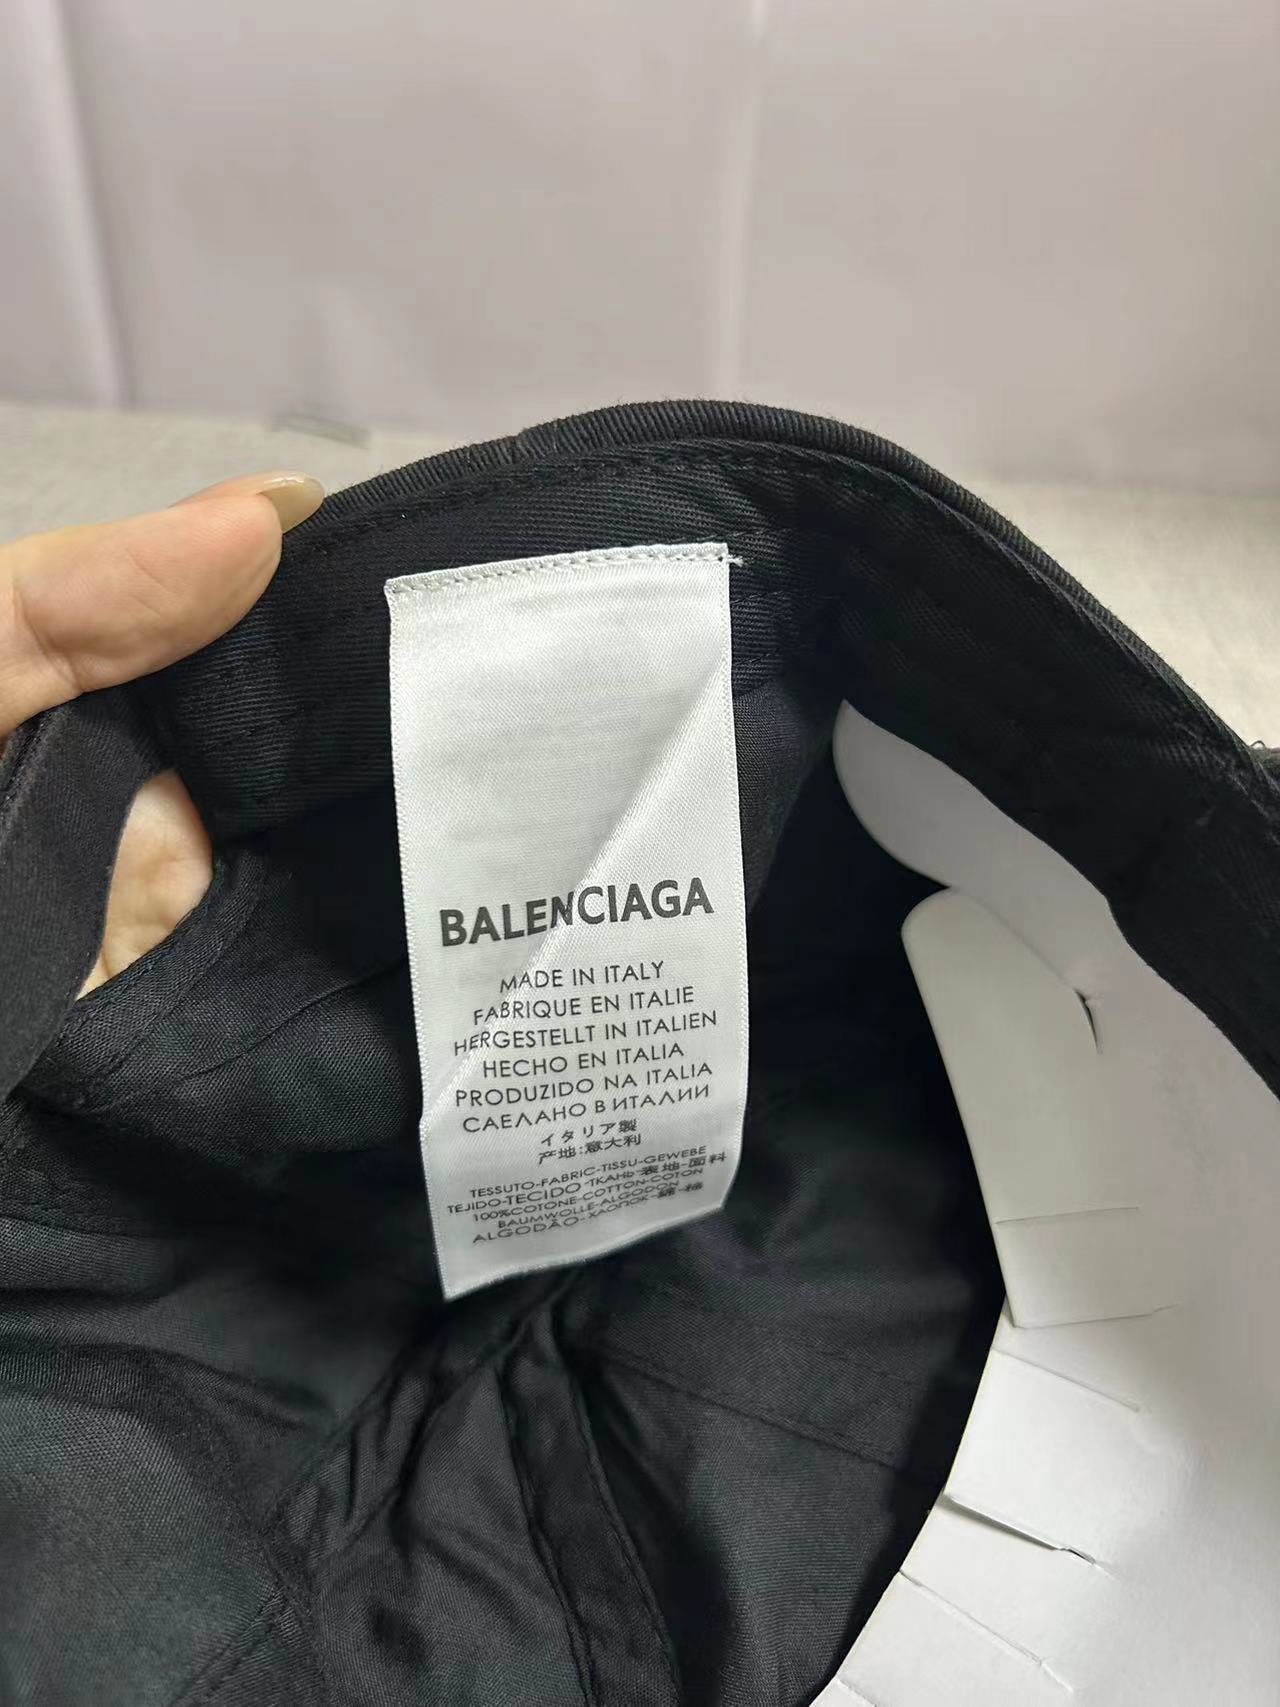 BALENCIAGA
MADE IN ITALY
FABRIQUE EN ITALIE
HERGESTELLT IN ITALIEN
HECHO EN ITALIA
PRODUZIDO NA ITALIA
САЕЛАНО В ИТАЛИИ
イタリア製
产地:意大利
TESSUTO-FABRIC-TISSU-GEWEBE
TEJIDO-TECIDO-ТКАНЬ-表地-面料
100%COTONE-COTTON-COTON
BAUMWOLLE-ALGODON
ALGODÃO-ХЛОПОК-綿-棉